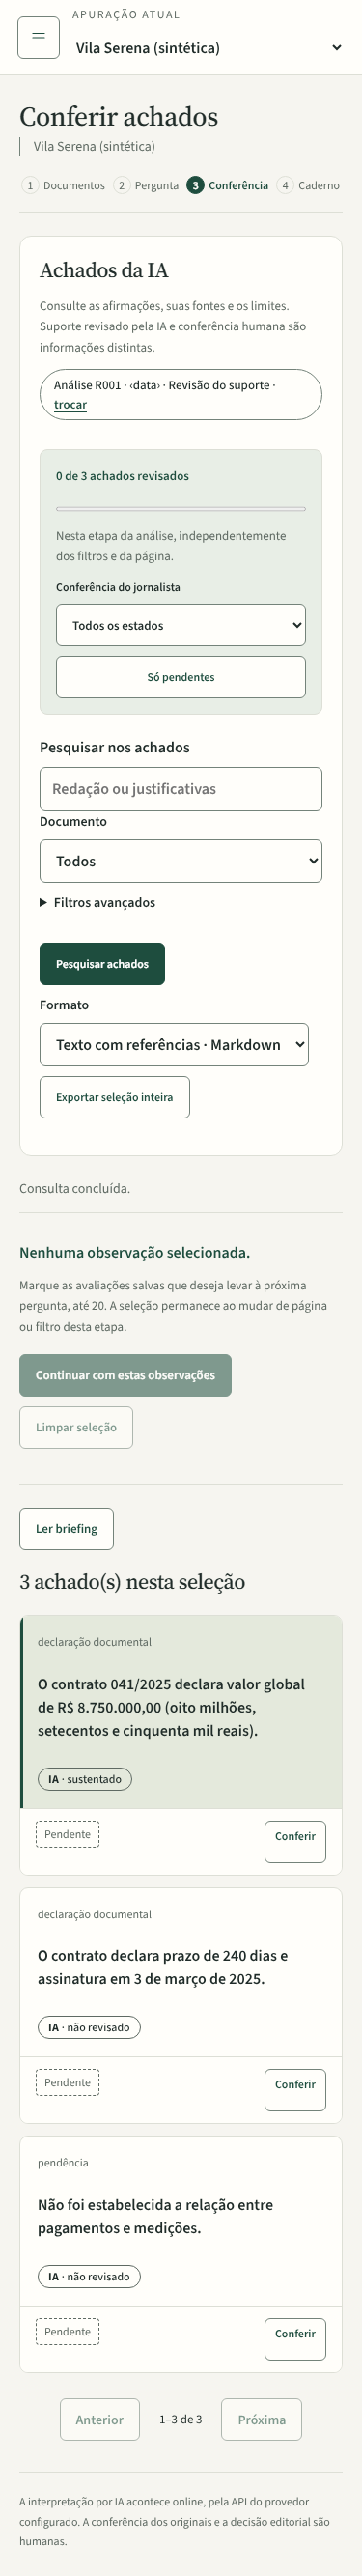 APURAÇÃO ATUAL
Vila Serena (sintética)
Conferir achados
Vila Serena (sintética)
1 Documentos 2 Pergunta 3 Conferência 4 Caderno
Achados da IA
Consulte as afirmações, suas fontes e os limites.
Suporte revisado pela IA e conferência humana são
informações distintas.
Análise R001 · ‹data› · Revisão do suporte ·
trocar
0 de 3 achados revisados
Nesta etapa da análise, independentemente
dos filtros e da página.
Conferência do jornalista
Todos os estados
Só pendentes
Pesquisar nos achados
Redação ou justificativas
Documento
Todos
Filtros avançados
Pesquisar achados
Formato
Texto com referências · Markdown
Exportar seleção inteira
Consulta concluída.
Nenhuma observação selecionada.
Marque as avaliações salvas que deseja levar à próxima
pergunta, até 20. A seleção permanece ao mudar de página
ou filtro desta etapa.
Continuar com estas observações
Limpar seleção
Ler briefing
3 achado(s) nesta seleção
declaração documental
O contrato 041/2025 declara valor global
de R$ 8.750.000,00 (oito milhões,
setecentos e cinquenta mil reais).
IA · sustentado
Pendente
Conferir
declaração documental
O contrato declara prazo de 240 dias e
assinatura em 3 de março de 2025.
IA · não revisado
Pendente
Conferir
pendência
Não foi estabelecida a relação entre
pagamentos e medições.
IA · não revisado
Pendente
Conferir
Anterior 1–3 de 3 Próxima
A interpretação por IA acontece online, pela API do provedor
configurado. A conferência dos originais e a decisão editorial são
humanas.